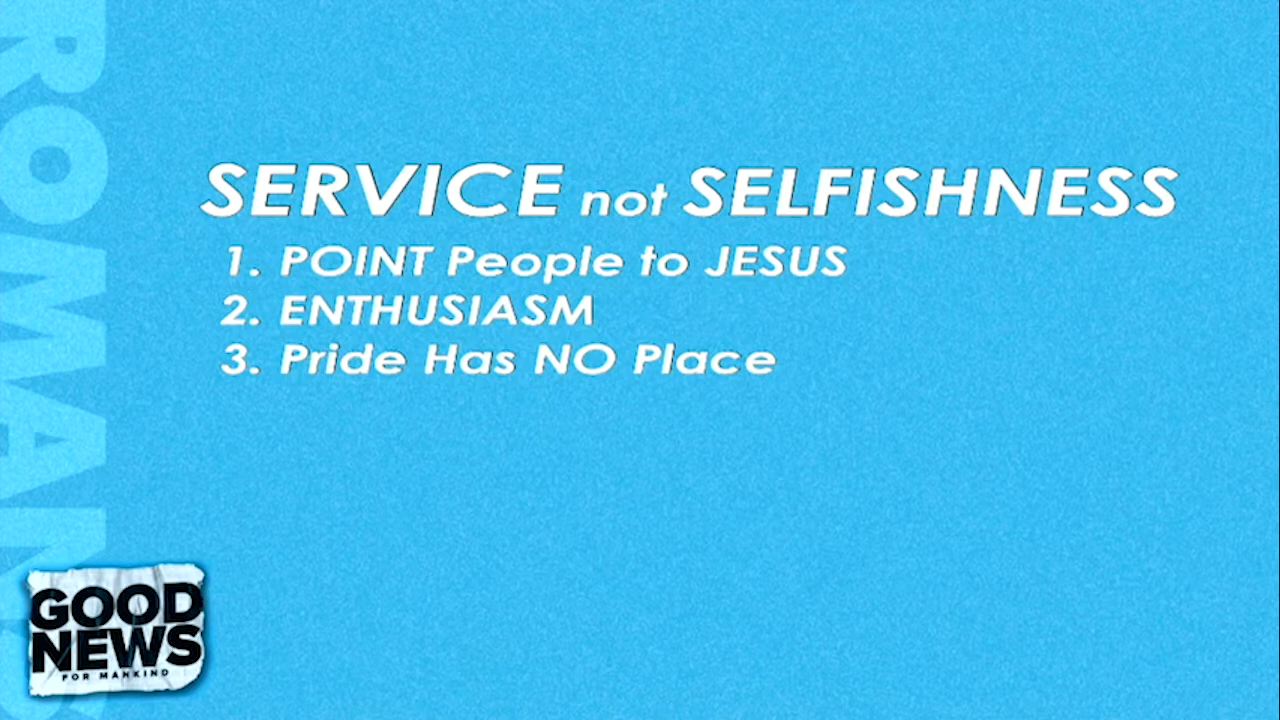 ROMANS
SERVICE not SELFISHNESS
1. POINT People to JESUS
2. ENTHUSIASM
3. Pride Has NO Place
GOOD
NEWS
FOR MANKIND